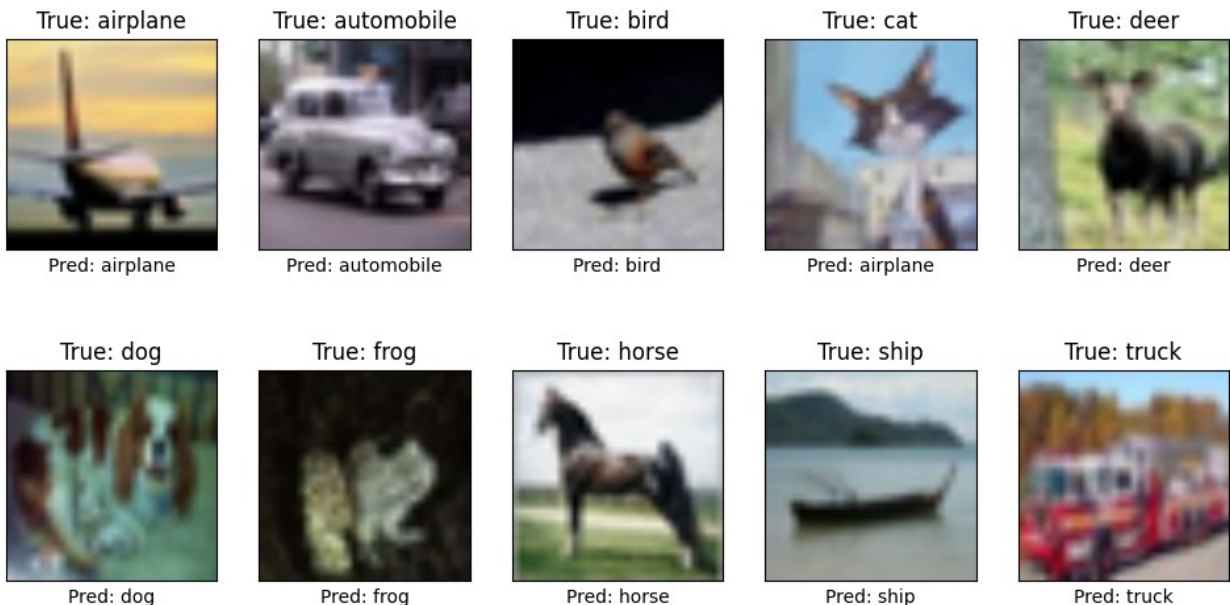 True: airplane
True: automobile
True: bird
True: cat
True: deer
Pred: airplane
Pred: automobile
Pred: bird
Pred: airplane
Pred: deer
True: dog
True: frog
True: horse
True: ship
True: truck
Pred: dog
Pred: frog
Pred: horse
Pred: ship
Pred: truck